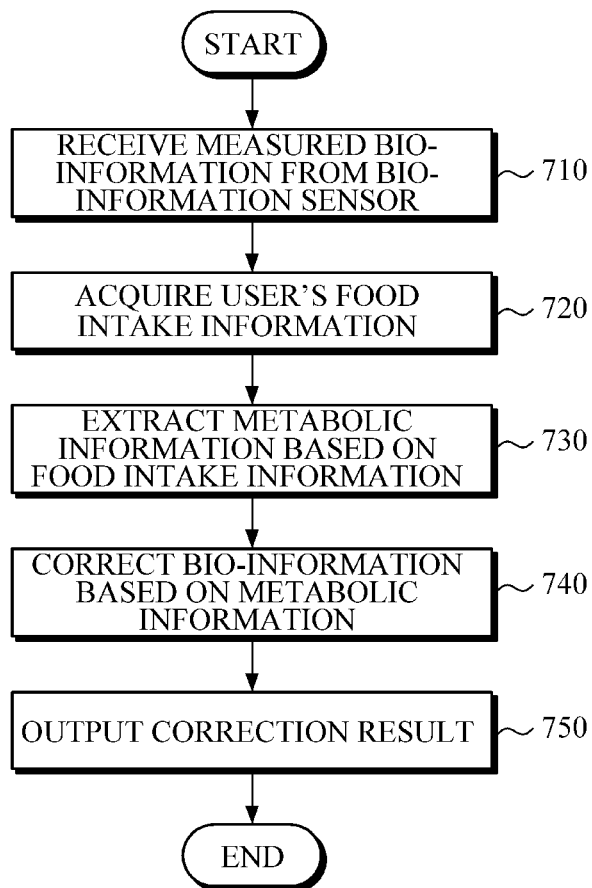 START
RECEIVE MEASURED BIO-
INFORMATION FROM BIO-
INFORMATION SENSOR
710
ACQUIRE USER'S FOOD
INTAKE INFORMATION
720
EXTRACT METABOLIC
INFORMATION BASED ON
FOOD INTAKE INFORMATION
730
CORRECT BIO-INFORMATION
BASED ON METABOLIC
INFORMATION
740
OUTPUT CORRECTION RESULT
750
END